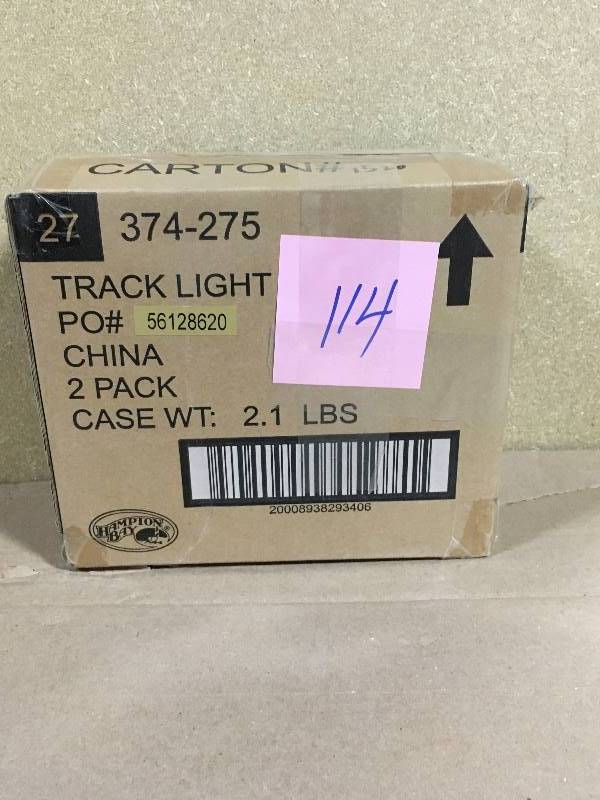 CARTON#
27 374-275
TRACK LIGHT
114
PO# 56128620
CHINA
2 PACK
CASE WT: 2.1 LBS
20008938293406
HAMPTON
BAY